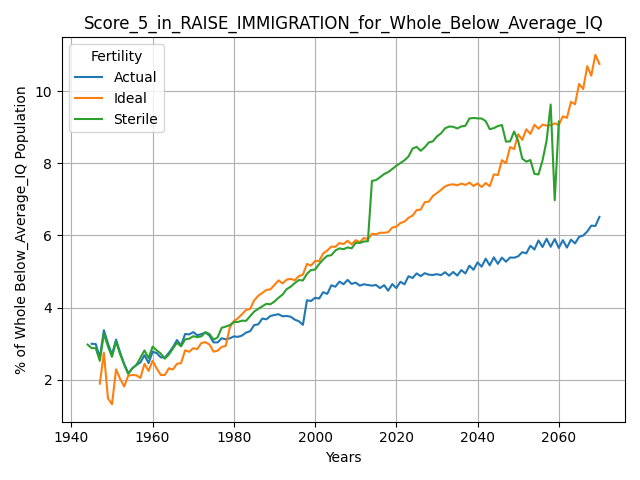 Score_5_in_RAISE_IMMIGRATION_for_Whole_Below_Average_IQ
Fertility
Actual
Ideal
Sterile
% of Whole Below_Average_IQ Population
10
8
6
4
2
1940
1960
1980
2000
2020
2040
2060
Years